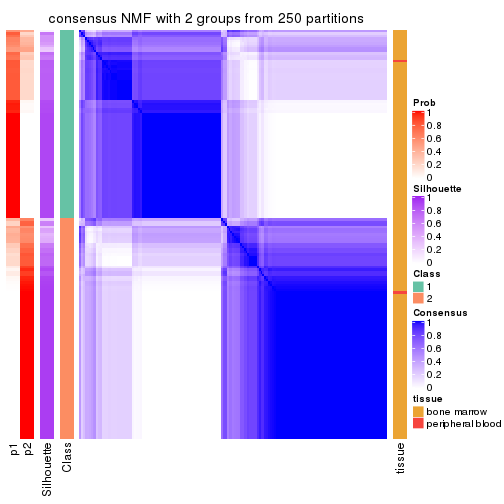 consensus NMF with 2 groups from 250 partitions
Prob
1
0.8
0.6
0.4
0.2
0
Silhouette
1
0.8
0.6
0.4
0.2
0
Class
1
2
Consensus
1
0.8
0.6
0.4
0.2
0
tissue
bone marrow
peripheral blood
p1
p2
Silhouette
Class
tissue